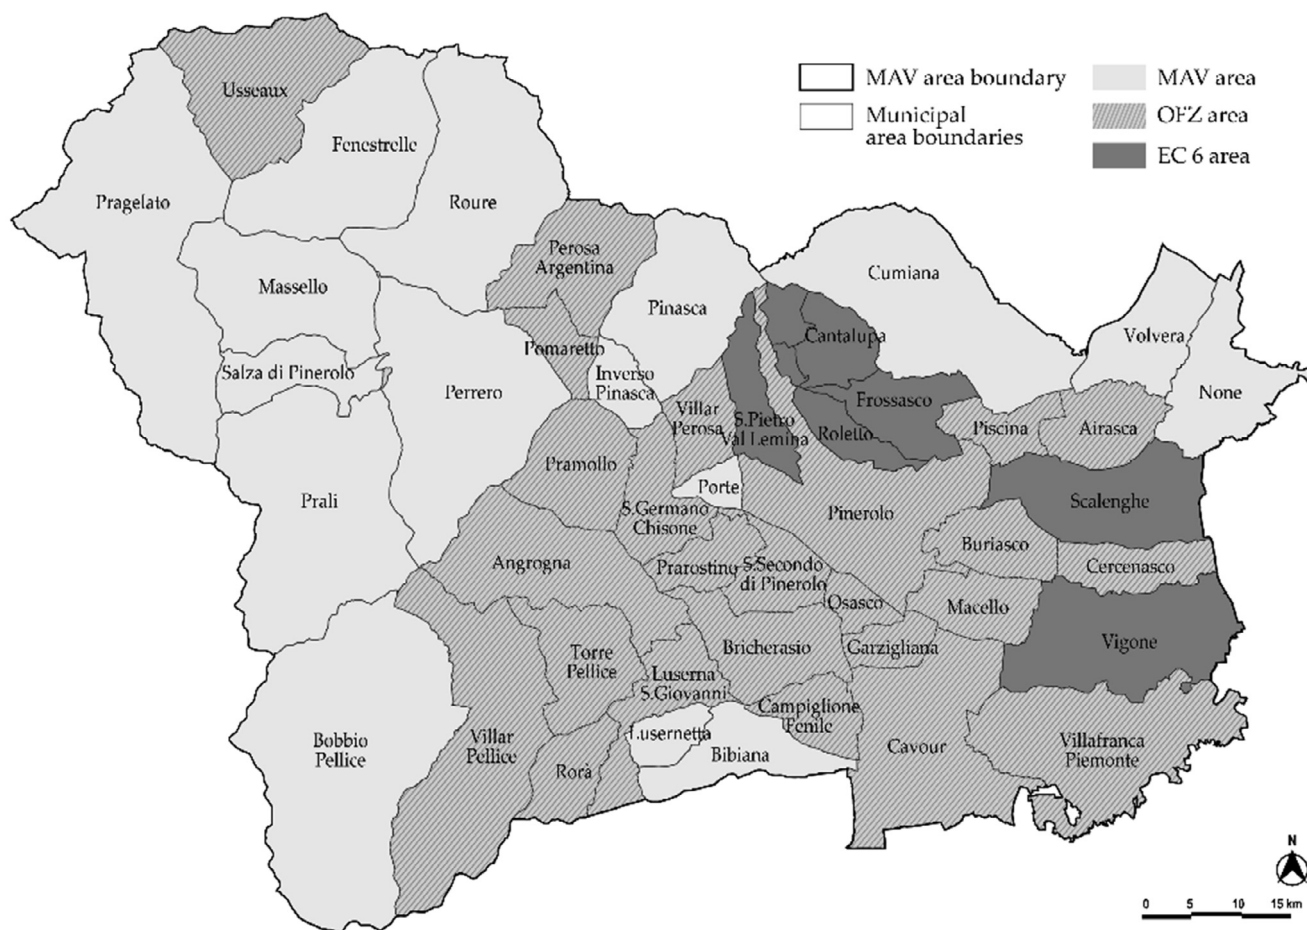 MAV area boundary
Municipal
area boundaries
MAV area
OFZ area
EC 6 area
Usseaux
Fenestrelle
Pragelato
Roure
Perosa
Argentina
Massello
Pinasca
Cumiana
Cantalupa
Volvera
None
Salza di Pinerolo
Pomaretto
Inverso
Pinasca
Perrero
Villar
Perosa
S.Pietro
Val Lemina
Frossasco
Roletto
Piscina
Airasca
Pramollo
Porte
Prali
S.Germano
Chisone
Pinerolo
Scalenghe
Buriasco
Angrogna
Prarostino
S.Secondo
di Pinerolo
Cercenasco
Osasco
Macello
Bricherasio
Garzigliana
Vigone
Torre
Pellice
Luserna
S.Giovanni
Campiglione
Fenile
Lusernetta
Bobbio
Pellice
Villar
Pellice
Bibiana
Cavour
Villafranca
Piemonte
Rorà
N
0 5 10 15 km